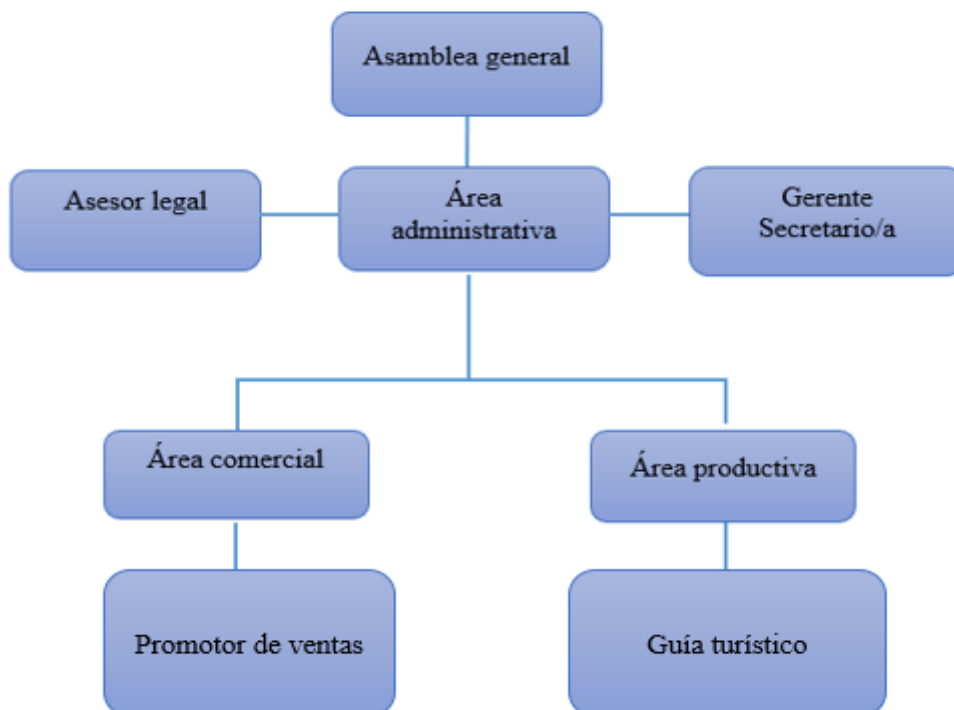 Asamblea general
Asesor legal
Área
administrativa
Gerente
Secretario/a
Área comercial
Área productiva
Promotor de ventas
Guía turístico